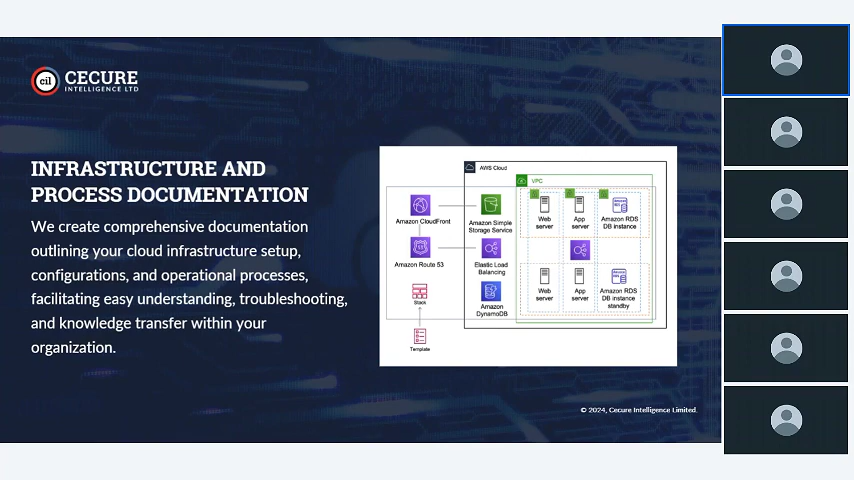 cil CECURE
INTELLIGENCE LTD
INFRASTRUCTURE AND
PROCESS DOCUMENTATION
We create comprehensive documentation
outlining your cloud infrastructure setup,
configurations, and operational processes,
facilitating easy understanding, troubleshooting,
and knowledge transfer within your
organization.
AWS Cloud
VPC
Amazon CloudFront
Amazon Simple
Storage Service
Web
server
App
server
Amazon RDS
DB instance
Amazon Route 53
Elastic Load
Balancing
Stack
Amazon
DynamoDB
Web
server
App
server
Amazon RDS
DB instance
standby
Template
© 2024, Cecure Intelligence Limited.